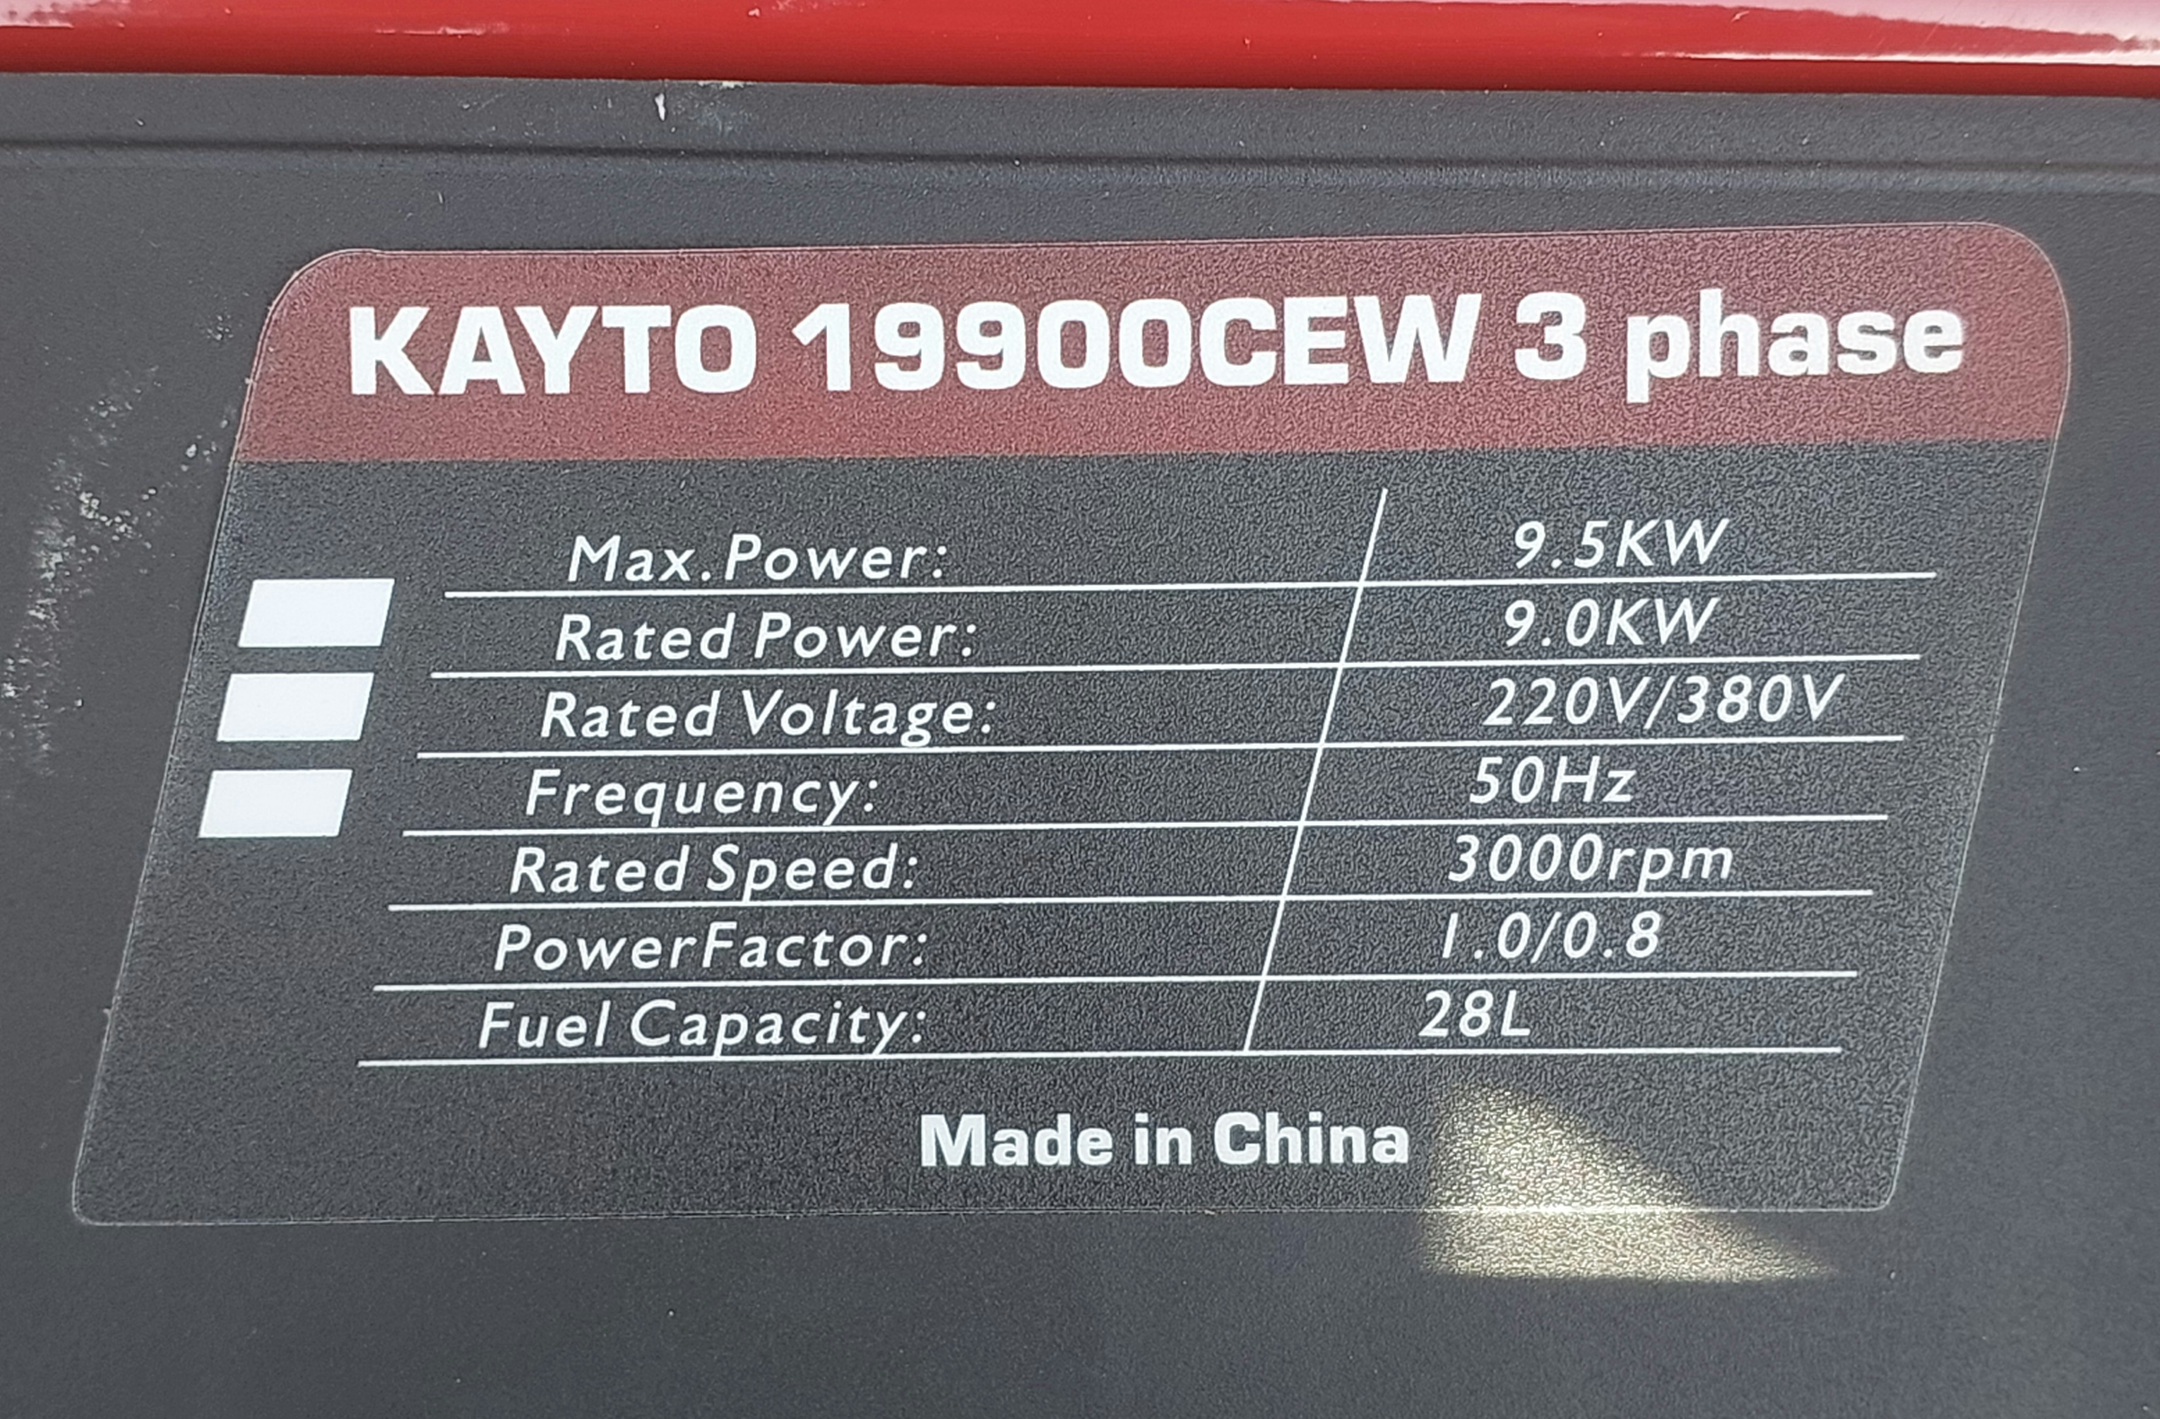 KAYTO 19900CEW 3 phase
Max.Power: 9.5KW
Rated Power: 9.0KW
Rated Voltage: 220V/380V
Frequency: 50Hz
Rated Speed: 3000rpm
PowerFactor: 1.0/0.8
Fuel Capacity: 28L
Made in China